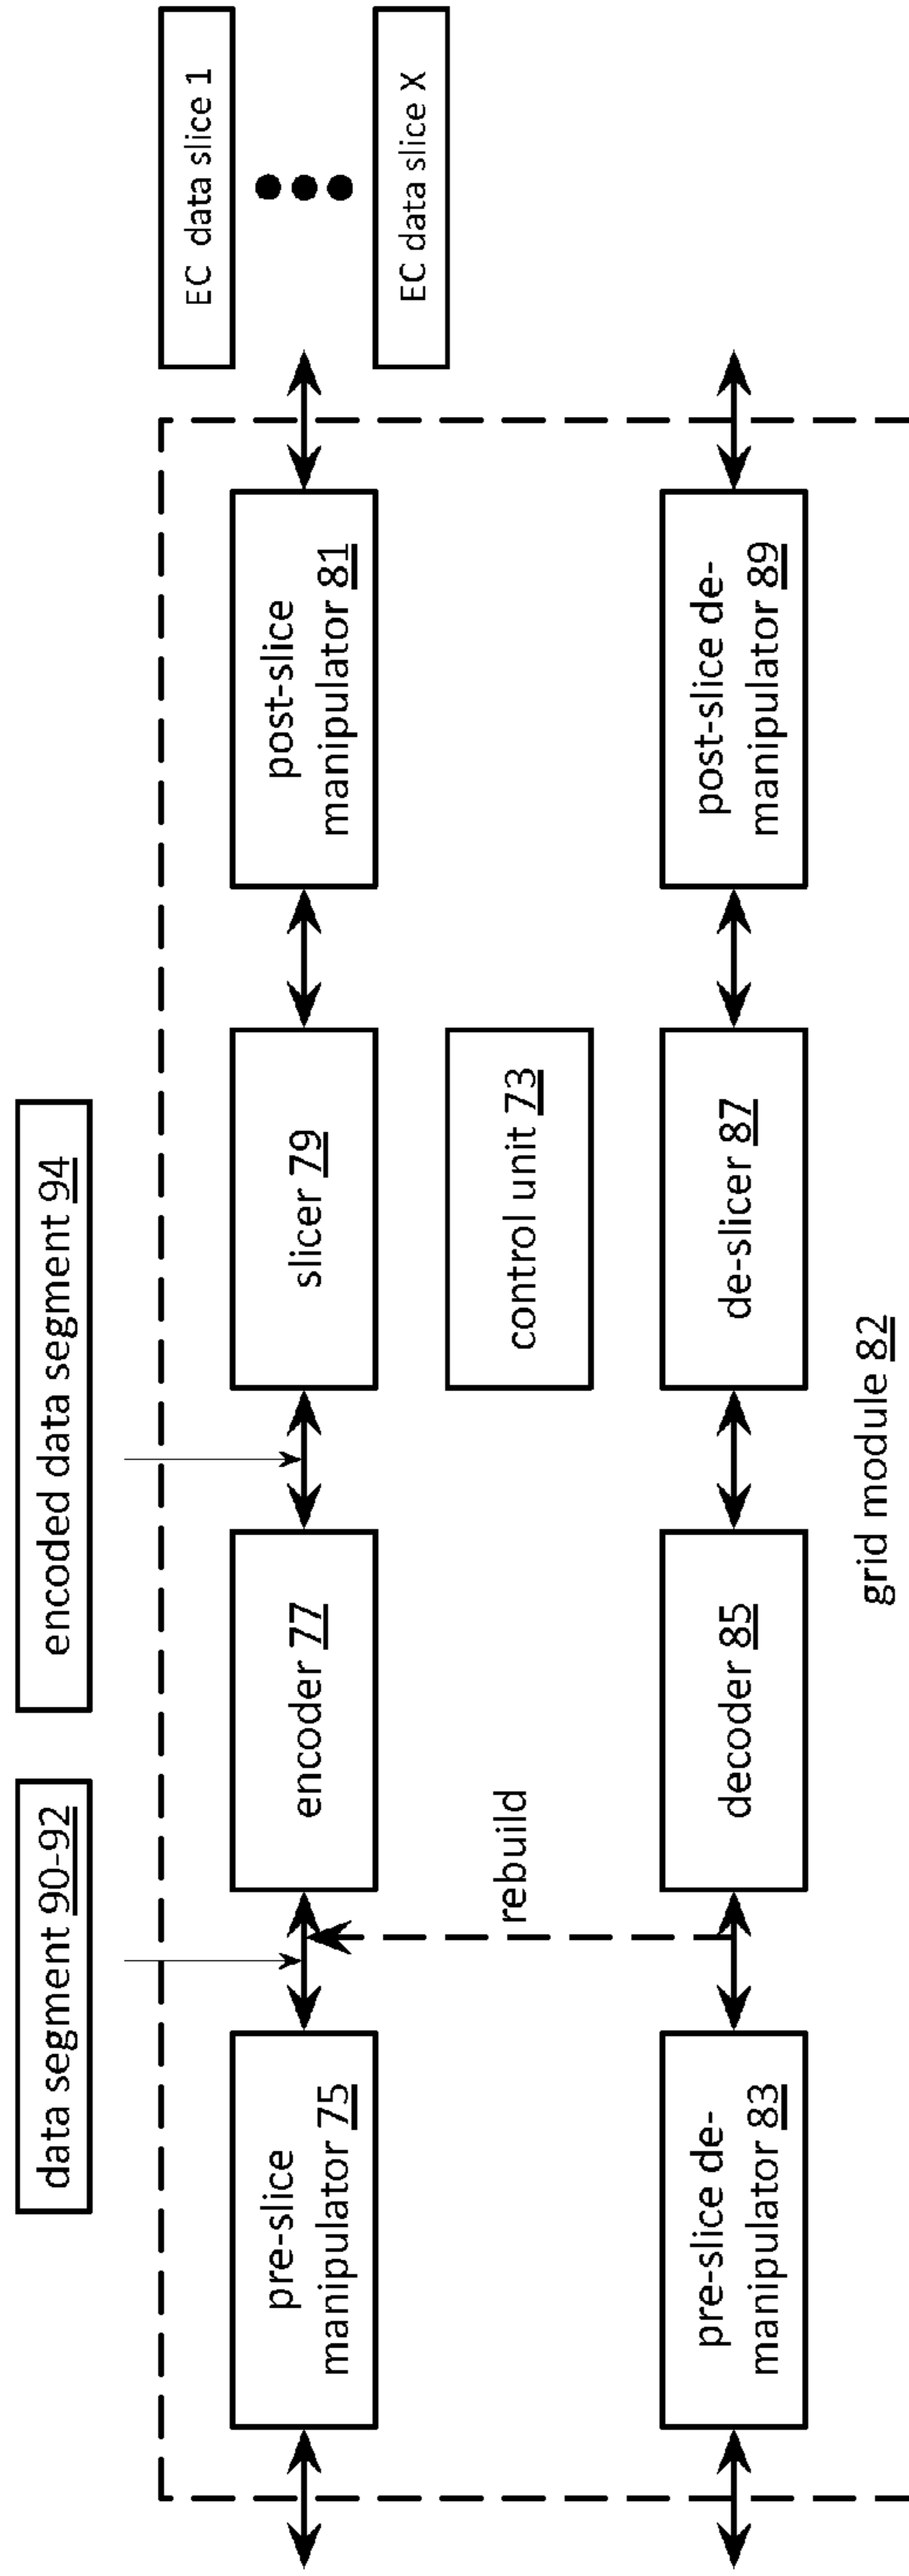 data segment 90-92
encoded data segment 94
EC data slice 1
EC data slice X
pre-slice
manipulator 75
encoder 77
slicer 79
post-slice
manipulator 81
rebuild
control unit 73
pre-slice de-
manipulator 83
decoder 85
de-slicer 87
post-slice de-
manipulator 89
grid module 82